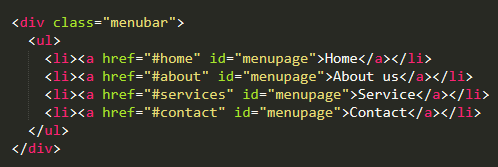 <div class="menubar">
  <ul>
    <li><a href="#home" id="menupage">Home</a></li>
    <li><a href="#about" id="menupage">About us</a></li>
    <li><a href="#services" id="menupage">Service</a></li>
    <li><a href="#contact" id="menupage">Contact</a></li>
  </ul>
</div>